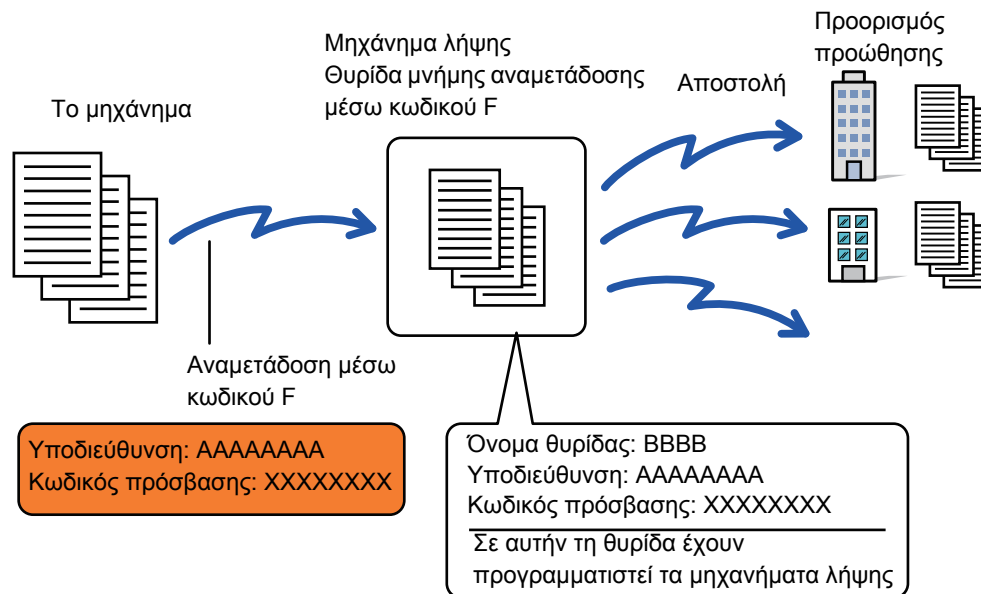 Το μηχάνημα
Μηχάνημα λήψης
Θυρίδα μνήμης αναμετάδοσης
μέσω κωδικού F
Αποστολή
Προορισμός
προώθησης
Αναμετάδοση μέσω
κωδικού F
Υποδιεύθυνση: AAAAAAAA
Κωδικός πρόσβασης: XXXXXXXX
Όνομα θυρίδας: BBBB
Υποδιεύθυνση: AAAAAAAA
Κωδικός πρόσβασης: XXXXXXXX
Σε αυτήν τη θυρίδα έχουν
προγραμματιστεί τα μηχανήματα λήψης